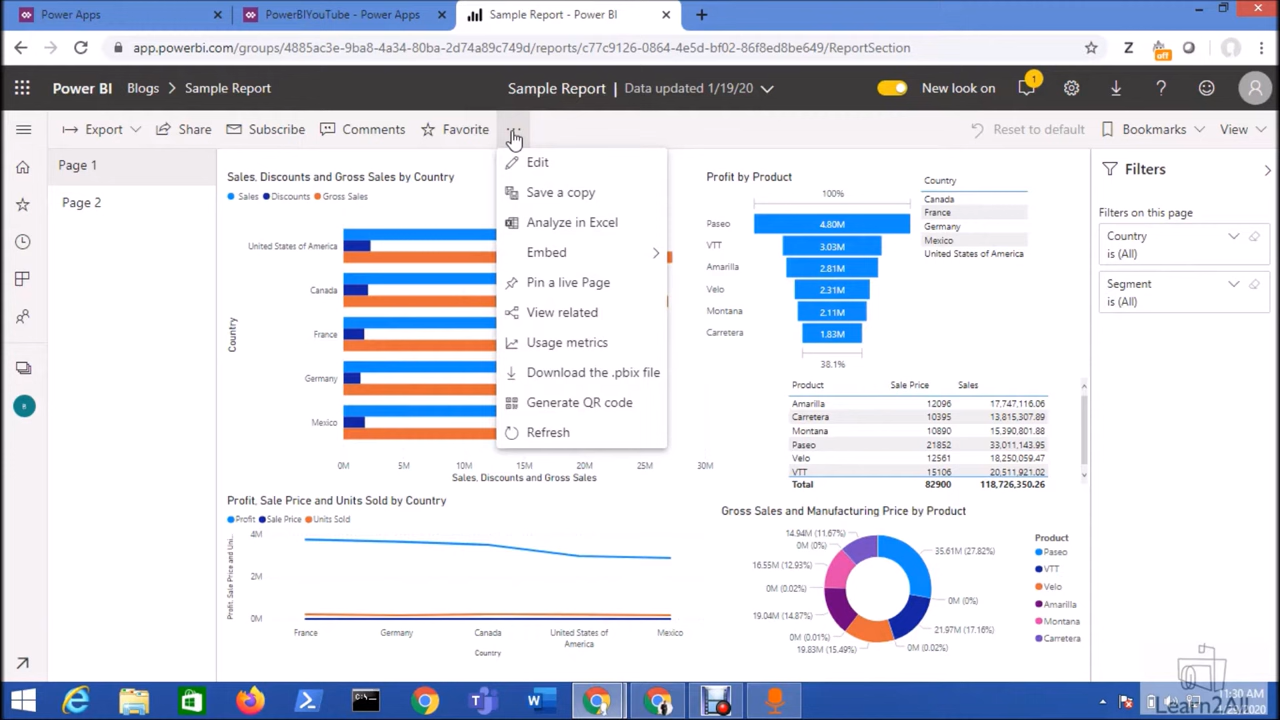 Power Apps
PowerBIYouTube - Power Apps
Sample Report - Power BI
app.powerbi.com/groups/4885ac3e-9ba8-4a34-80ba-2d74a89c749d/reports/c77c9126-0864-4e5d-bf02-86f8ed8be649/ReportSection
Z
off
Power BI Blogs > Sample Report
Sample Report | Data updated 1/19/20
New look on
1
?
Export Share Subscribe Comments Favorite ...
Reset to default Bookmarks View
Page 1
Page 2
Edit
Save a copy
Analyze in Excel
Embed
Pin a live Page
View related
Usage metrics
Download the .pbix file
Generate QR code
Refresh
Sales, Discounts and Gross Sales by Country
Sales Discounts Gross Sales
Country
United States of America
Canada
France
Germany
Mexico
0M 5M 10M 15M 20M 25M 30M
Sales, Discounts and Gross Sales
Profit by Product
100%
Paseo 4.80M
VTT 3.03M
Amarilla 2.81M
Velo 2.31M
Montana 2.11M
Carretera 1.83M
38.1%
Country
Canada
France
Germany
Mexico
United States of America
Filters
Filters on this page
Country
is (All)
Segment
is (All)
Product Sale Price Sales
Amarilla 12096 17,747,116.06
Carretera 10395 13,815,307.89
Montana 10890 15,390,801.88
Paseo 21852 33,011,143.95
Velo 12561 18,250,059.47
VTT 15106 20,511,921.02
Total 82900 118,726,350.26
Profit, Sale Price and Units Sold by Country
Profit Sale Price Units Sold
Profit, Sale Price and Uni...
4M
2M
0M
France Germany Canada United States of Mexico
America
Country
Gross Sales and Manufacturing Price by Product
14.94M (11.67%)
0M (0%)
16.55M (12.93%)
0M (0.02%)
19.04M (14.87%)
0M (0.01%)
19.83M (15.49%)
35.61M (27.82%)
0M (0%)
21.97M (17.16%)
0M (0.02%)
Product
Paseo
VTT
Velo
Amarilla
Montana
Carretera
11:30 AM
Learn2All